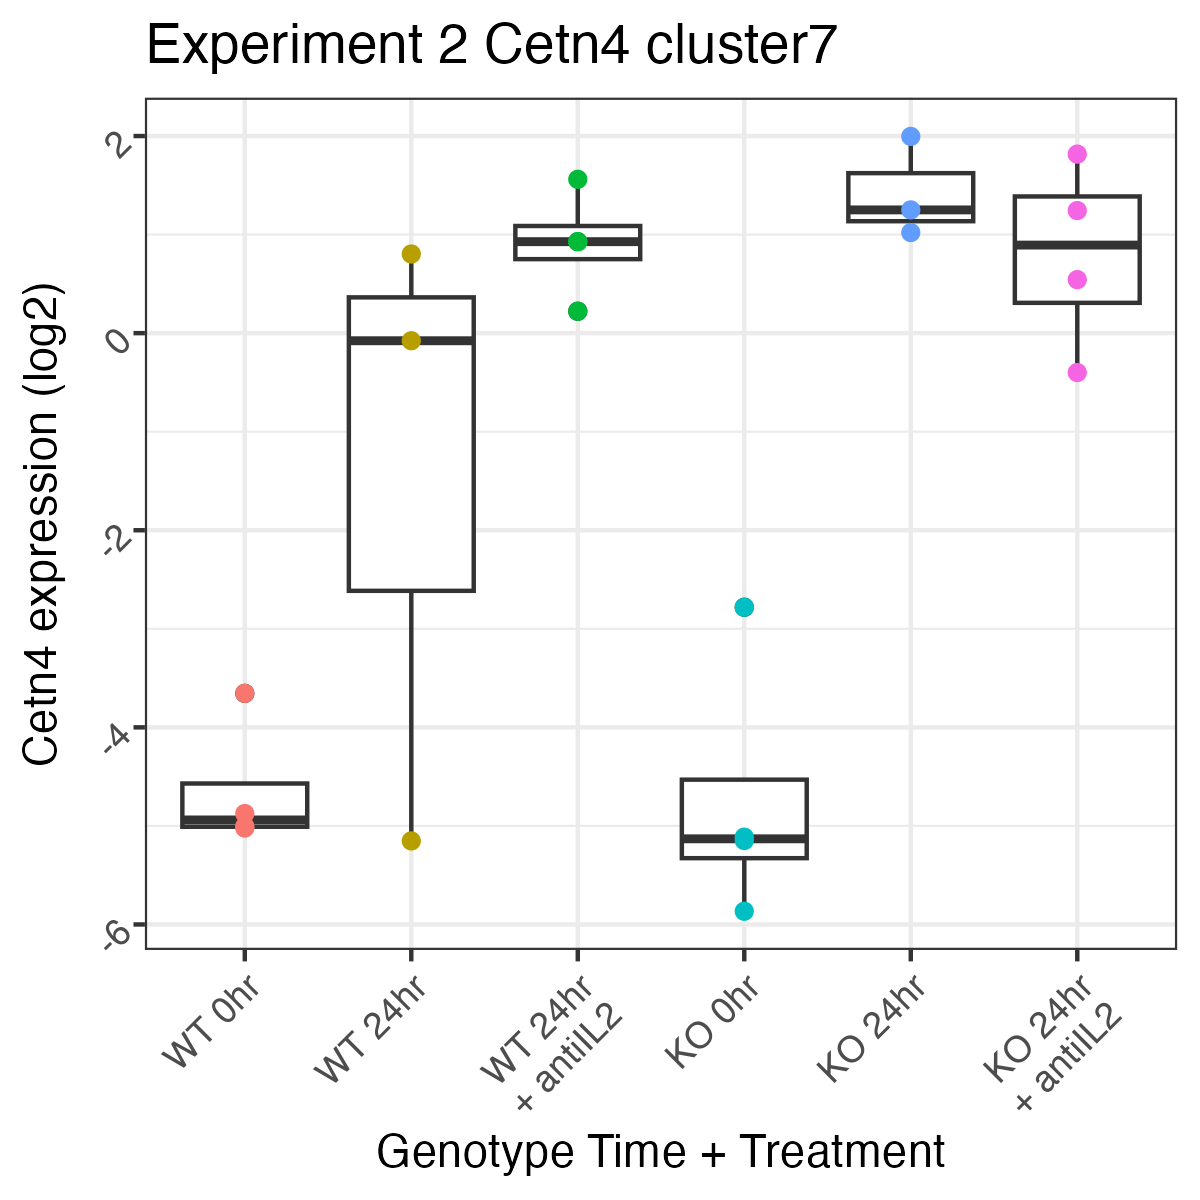 Experiment 2 Cetn4 cluster7
Cetn4 expression (log2)
2
0
-2
-4
-6
WT 0hr
WT 24hr
WT 24hr
+ antiIL2
KO 0hr
KO 24hr
KO 24hr
+ antiIL2
Genotype Time + Treatment